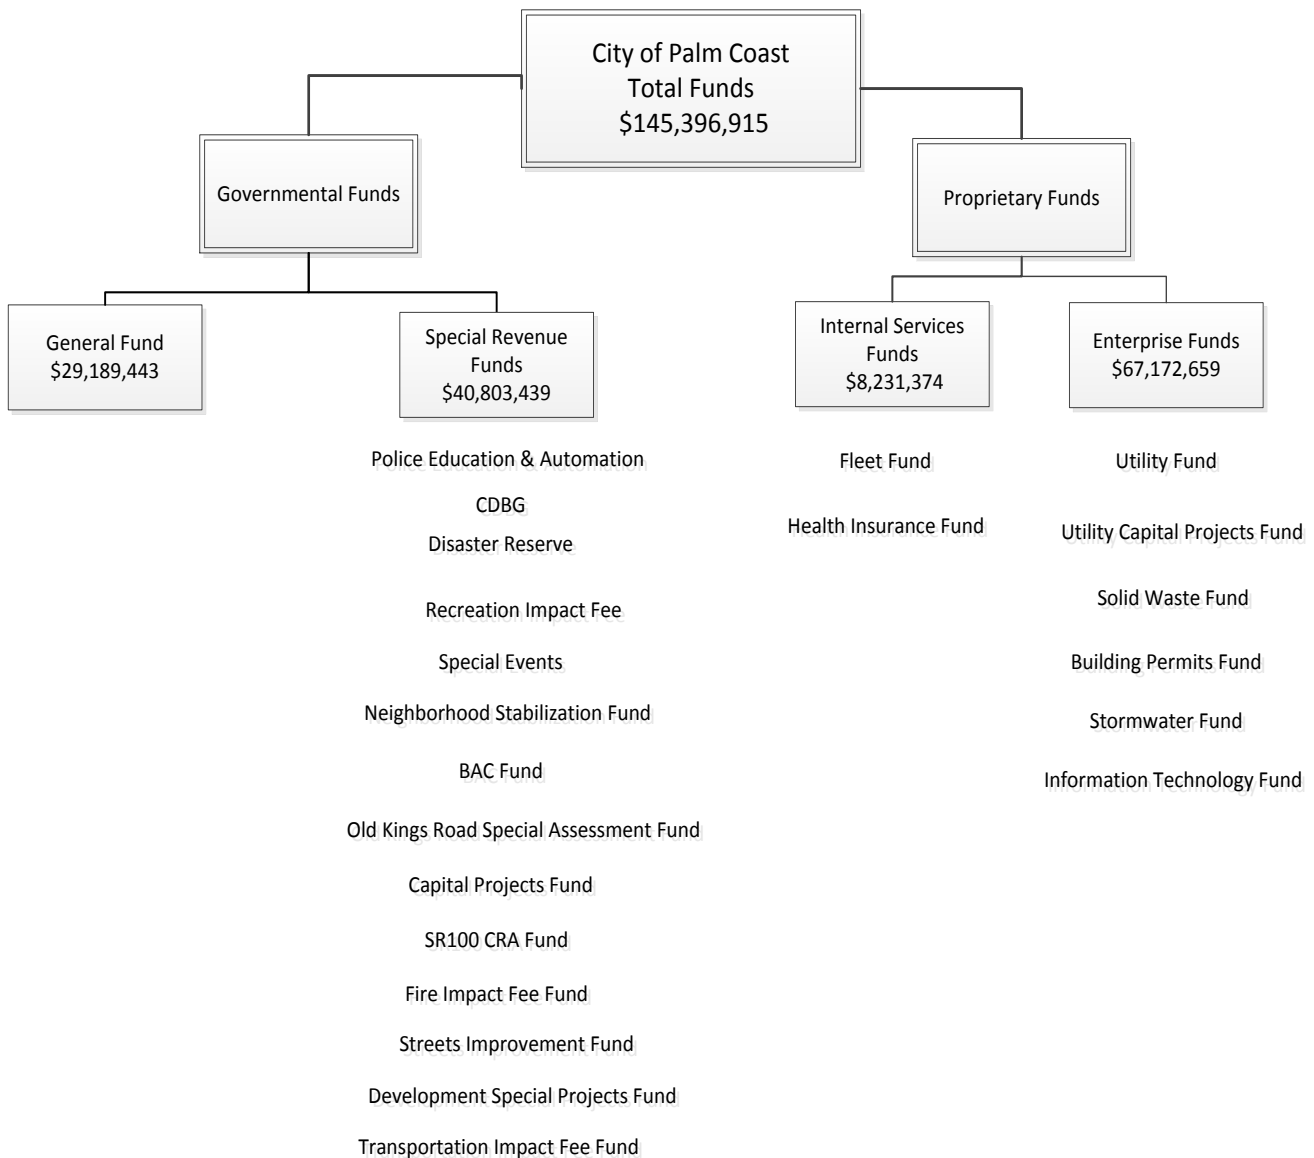 City of Palm Coast
Total Funds
$145,396,915
Governmental Funds
Proprietary Funds
General Fund
$29,189,443
Special Revenue
Funds
$40,803,439
Internal Services
Funds
$8,231,374
Enterprise Funds
$67,172,659
Police Education & Automation
CDBG
Disaster Reserve
Recreation Impact Fee
Special Events
Neighborhood Stabilization Fund
BAC Fund
Old Kings Road Special Assessment Fund
Capital Projects Fund
SR100 CRA Fund
Fire Impact Fee Fund
Streets Improvement Fund
Development Special Projects Fund
Transportation Impact Fee Fund
Fleet Fund
Health Insurance Fund
Utility Fund
Utility Capital Projects Fund
Solid Waste Fund
Building Permits Fund
Stormwater Fund
Information Technology Fund